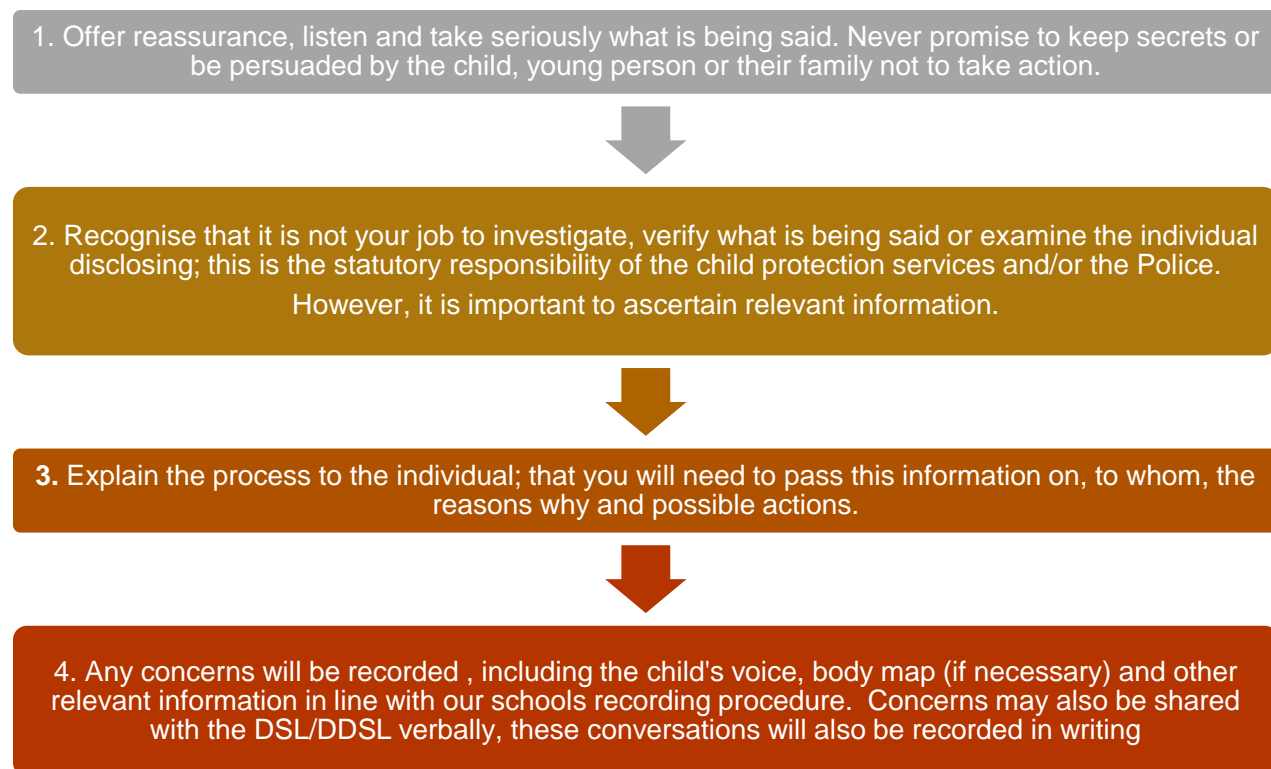 1. Offer reassurance, listen and take seriously what is being said. Never promise to keep secrets or
be persuaded by the child, young person or their family not to take action.
2. Recognise that it is not your job to investigate, verify what is being said or examine the individual
disclosing; this is the statutory responsibility of the child protection services and/or the Police.
However, it is important to ascertain relevant information.
3. Explain the process to the individual; that you will need to pass this information on, to whom, the
reasons why and possible actions.
4. Any concerns will be recorded , including the child's voice, body map (if necessary) and other
relevant information in line with our schools recording procedure.  Concerns may also be shared
with the DSL/DDSL verbally, these conversations will also be recorded in writing